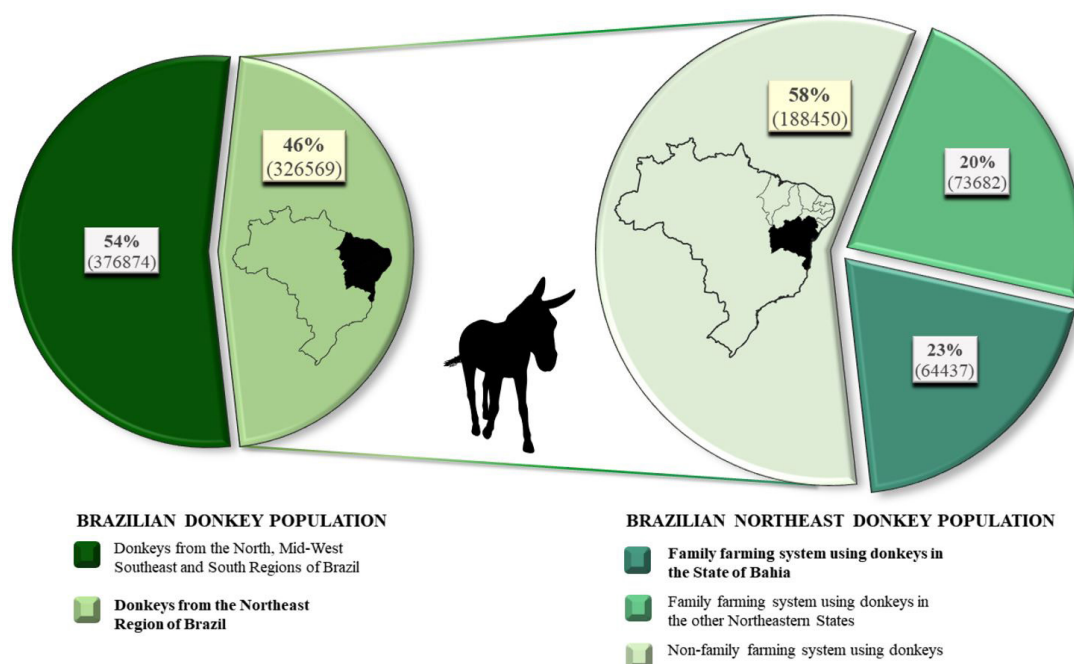 54%
(376874)
46%
(326569)
58%
(188450)
20%
(73682)
23%
(64437)
BRAZILIAN DONKEY POPULATION
Donkeys from the North, Mid-West
Southeast and South Regions of Brazil
Donkeys from the Northeast
Region of Brazil
BRAZILIAN NORTHEAST DONKEY POPULATION
Family farming system using donkeys in
the State of Bahia
Family farming system using donkeys in
the other Northeastern States
Non-family farming system using donkeys